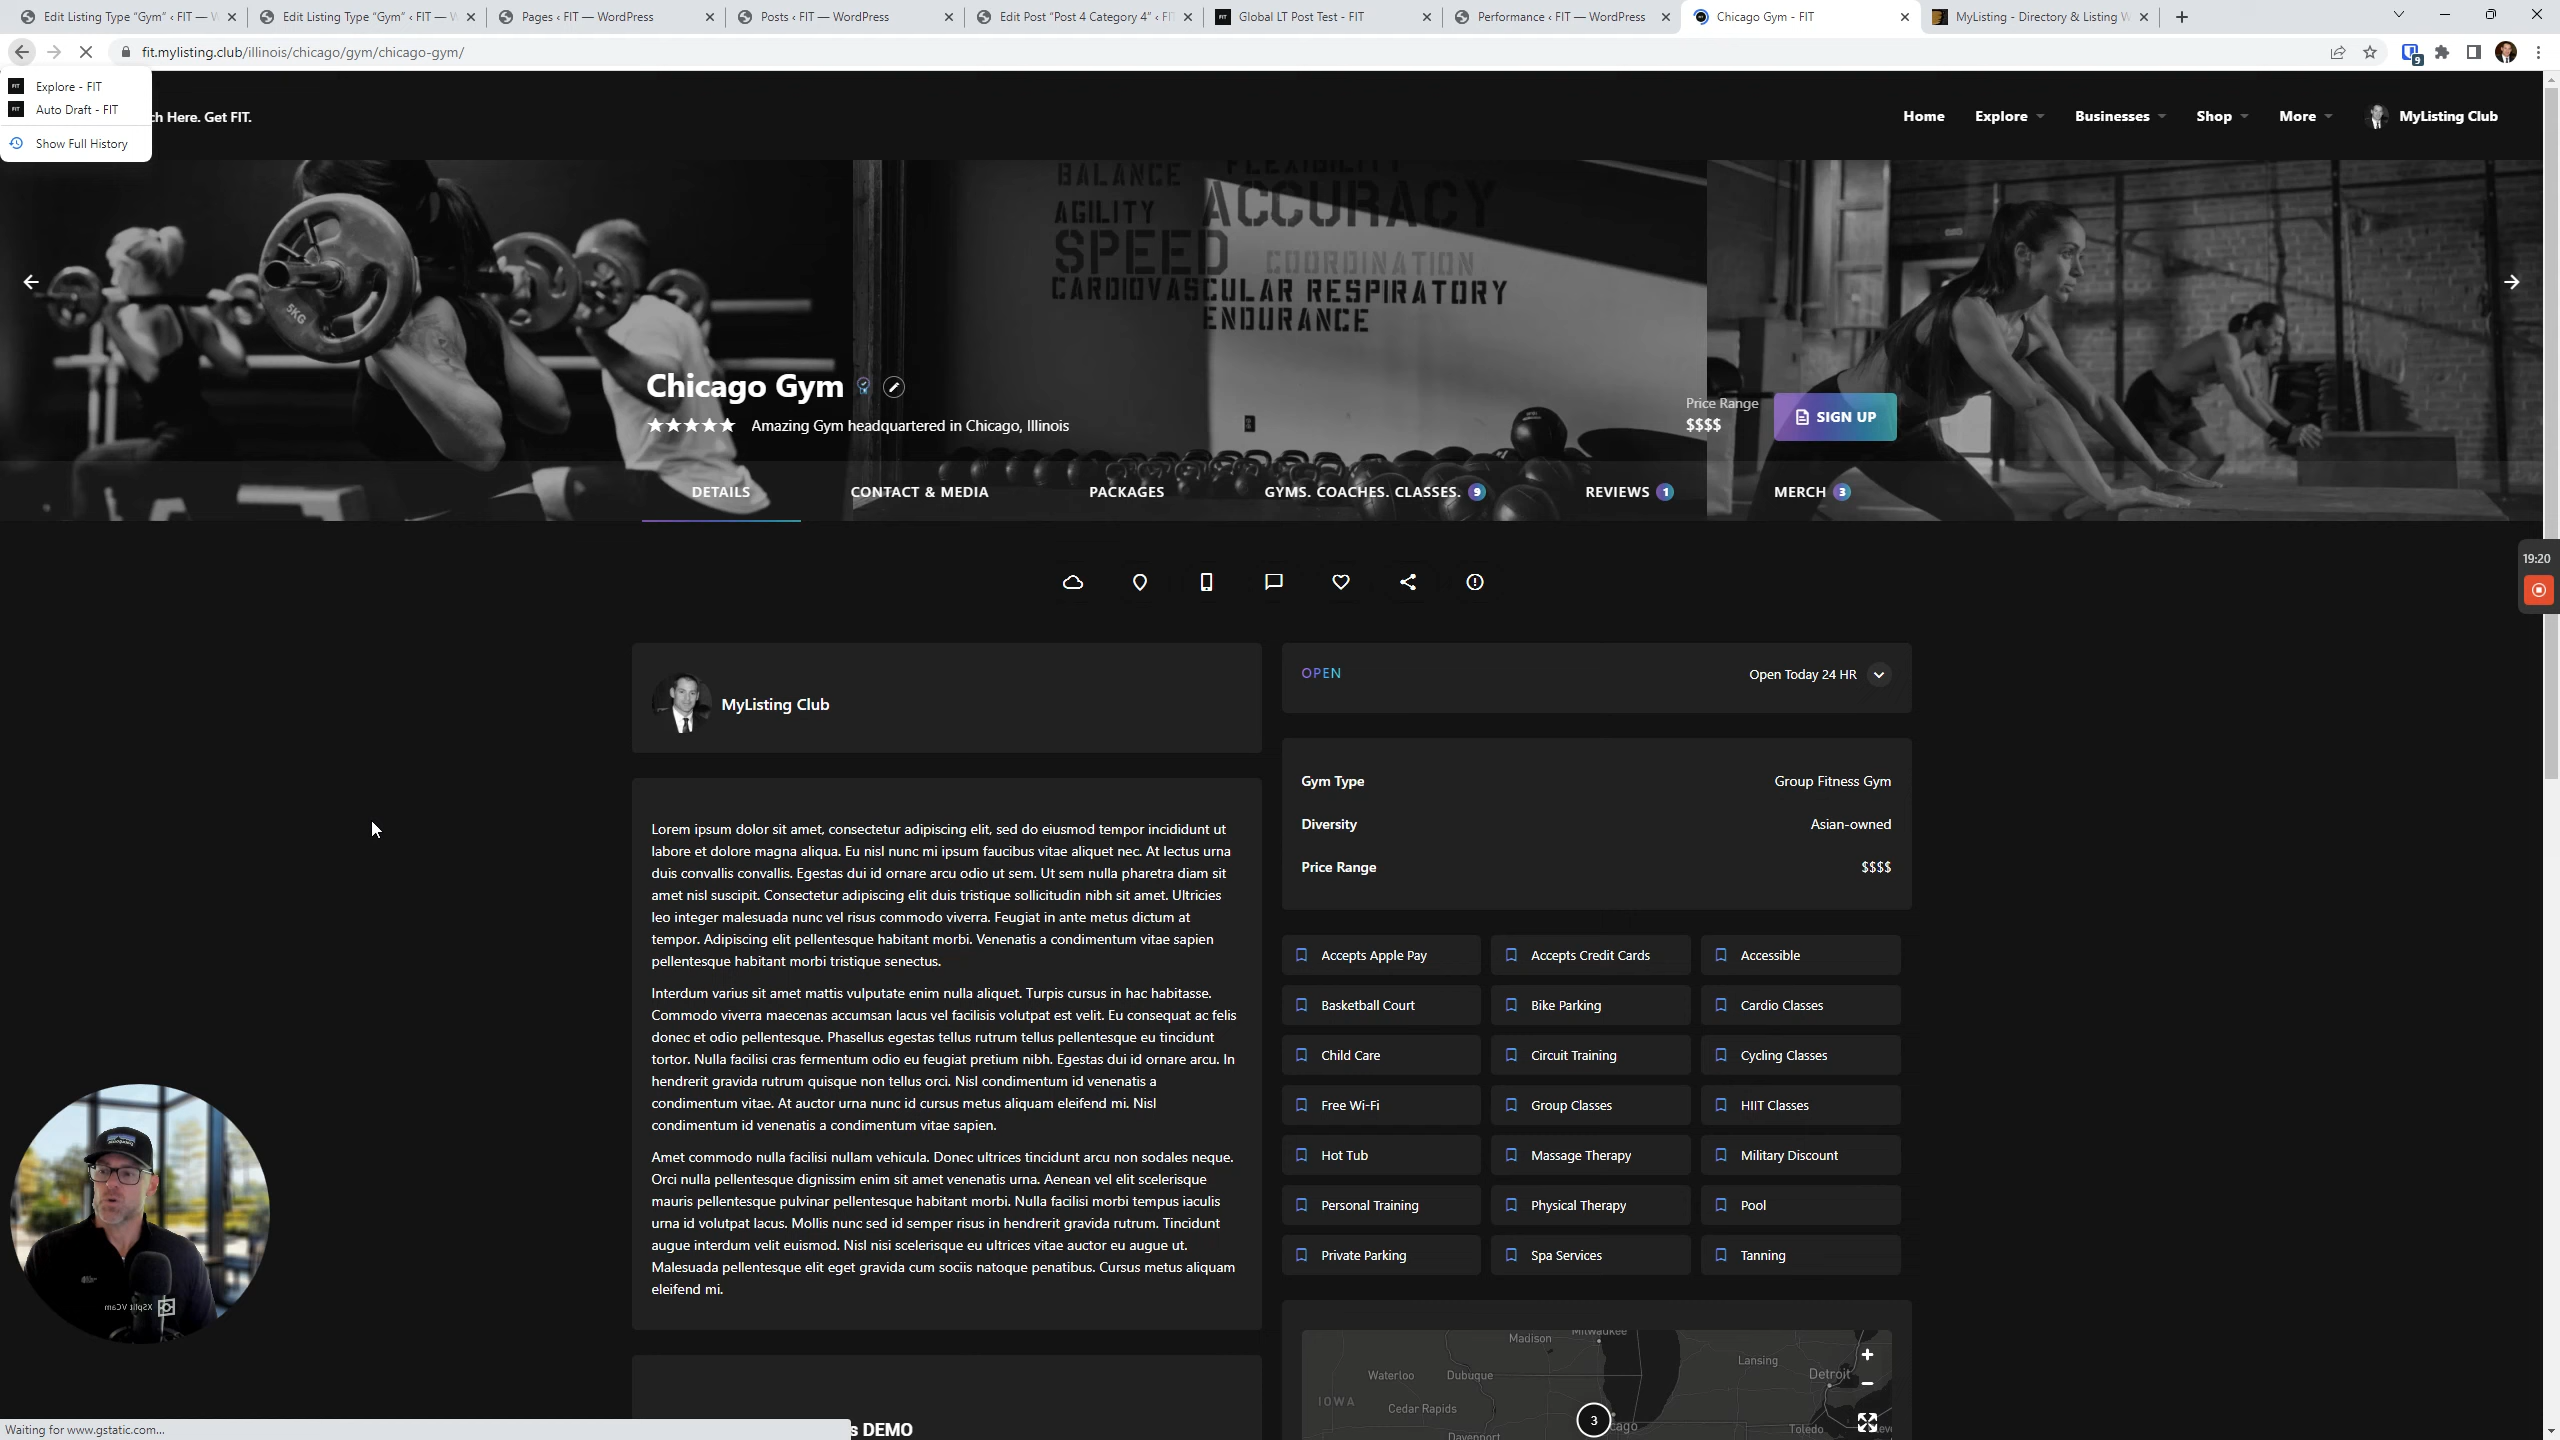 Edit Listing Type "Gym" ‹ FIT —
Edit Listing Type "Gym" ‹ FIT —
Pages ‹ FIT — WordPress
Posts ‹ FIT — WordPress
Edit Post "Post 4 Category 4" ‹ FI
Global LT Post Test - FIT
Performance ‹ FIT — WordPress
Chicago Gym - FIT
MyListing - Directory & Listing W
fit.mylisting.club/illinois/chicago/gym/chicago-gym/
9
FIT Explore - FIT
FIT Auto Draft - FIT
Show Full History
ch Here. Get FIT.
Home
Explore
Businesses
Shop
More
MyListing Club
BALANCE
FLEXIBILITY
AGILITY
ACCURACY
SPEED
COORDINATION
CARDIOVASCULAR RESPIRATORY
ENDURANCE
5KG
Chicago Gym
Amazing Gym headquartered in Chicago, Illinois
Price Range
$$$$
SIGN UP
DETAILS
CONTACT & MEDIA
PACKAGES
GYMS. COACHES. CLASSES. 9
REVIEWS 1
MERCH 3
19:20
MyListing Club
OPEN
Open Today 24 HR
Gym Type
Group Fitness Gym
Diversity
Asian-owned
Price Range
$$$$
Lorem ipsum dolor sit amet, consectetur adipiscing elit, sed do eiusmod tempor incididunt ut
labore et dolore magna aliqua. Eu nisl nunc mi ipsum faucibus vitae aliquet nec. At lectus urna
duis convallis convallis. Egestas dui id ornare arcu odio ut sem. Ut sem nulla pharetra diam sit
amet nisl suscipit. Consectetur adipiscing elit duis tristique sollicitudin nibh sit amet. Ultricies
leo integer malesuada nunc vel risus commodo viverra. Feugiat in ante metus dictum at
tempor. Adipiscing elit pellentesque habitant morbi. Venenatis a condimentum vitae sapien
pellentesque habitant morbi tristique senectus.
Interdum varius sit amet mattis vulputate enim nulla aliquet. Turpis cursus in hac habitasse.
Commodo viverra maecenas accumsan lacus vel facilisis volutpat est velit. Eu consequat ac felis
donec et odio pellentesque. Phasellus egestas tellus rutrum tellus pellentesque eu tincidunt
tortor. Nulla facilisi cras fermentum odio eu feugiat pretium nibh. Egestas dui id ornare arcu. In
hendrerit gravida rutrum quisque non tellus orci. Nisl condimentum id venenatis a
condimentum vitae. At auctor urna nunc id cursus metus aliquam eleifend mi. Nisl
condimentum id venenatis a condimentum vitae sapien.
Amet commodo nulla facilisi nullam vehicula. Donec ultrices tincidunt arcu non sodales neque.
Orci nulla pellentesque dignissim enim sit amet venenatis urna. Aenean vel elit scelerisque
mauris pellentesque pulvinar pellentesque habitant morbi. Nulla facilisi morbi tempus iaculis
urna id volutpat lacus. Mollis nunc sed id semper risus in hendrerit gravida rutrum. Tincidunt
augue interdum velit euismod. Nisl nisi scelerisque eu ultrices vitae auctor eu augue ut.
Malesuada pellentesque elit eget gravida cum sociis natoque penatibus. Cursus metus aliquam
eleifend mi.
Accepts Apple Pay
Accepts Credit Cards
Accessible
Basketball Court
Bike Parking
Cardio Classes
Child Care
Circuit Training
Cycling Classes
Free Wi-Fi
Group Classes
HIIT Classes
Hot Tub
Massage Therapy
Military Discount
Personal Training
Physical Therapy
Pool
Private Parking
Spa Services
Tanning
XSplit VCam
s DEMO
Madison
Milwaukee
Lansing
Waterloo
Dubuque
Detroit
IOWA
Cedar Rapids
3
cago
Davenport
Toledo
+
−
Waiting for www.gstatic.com...